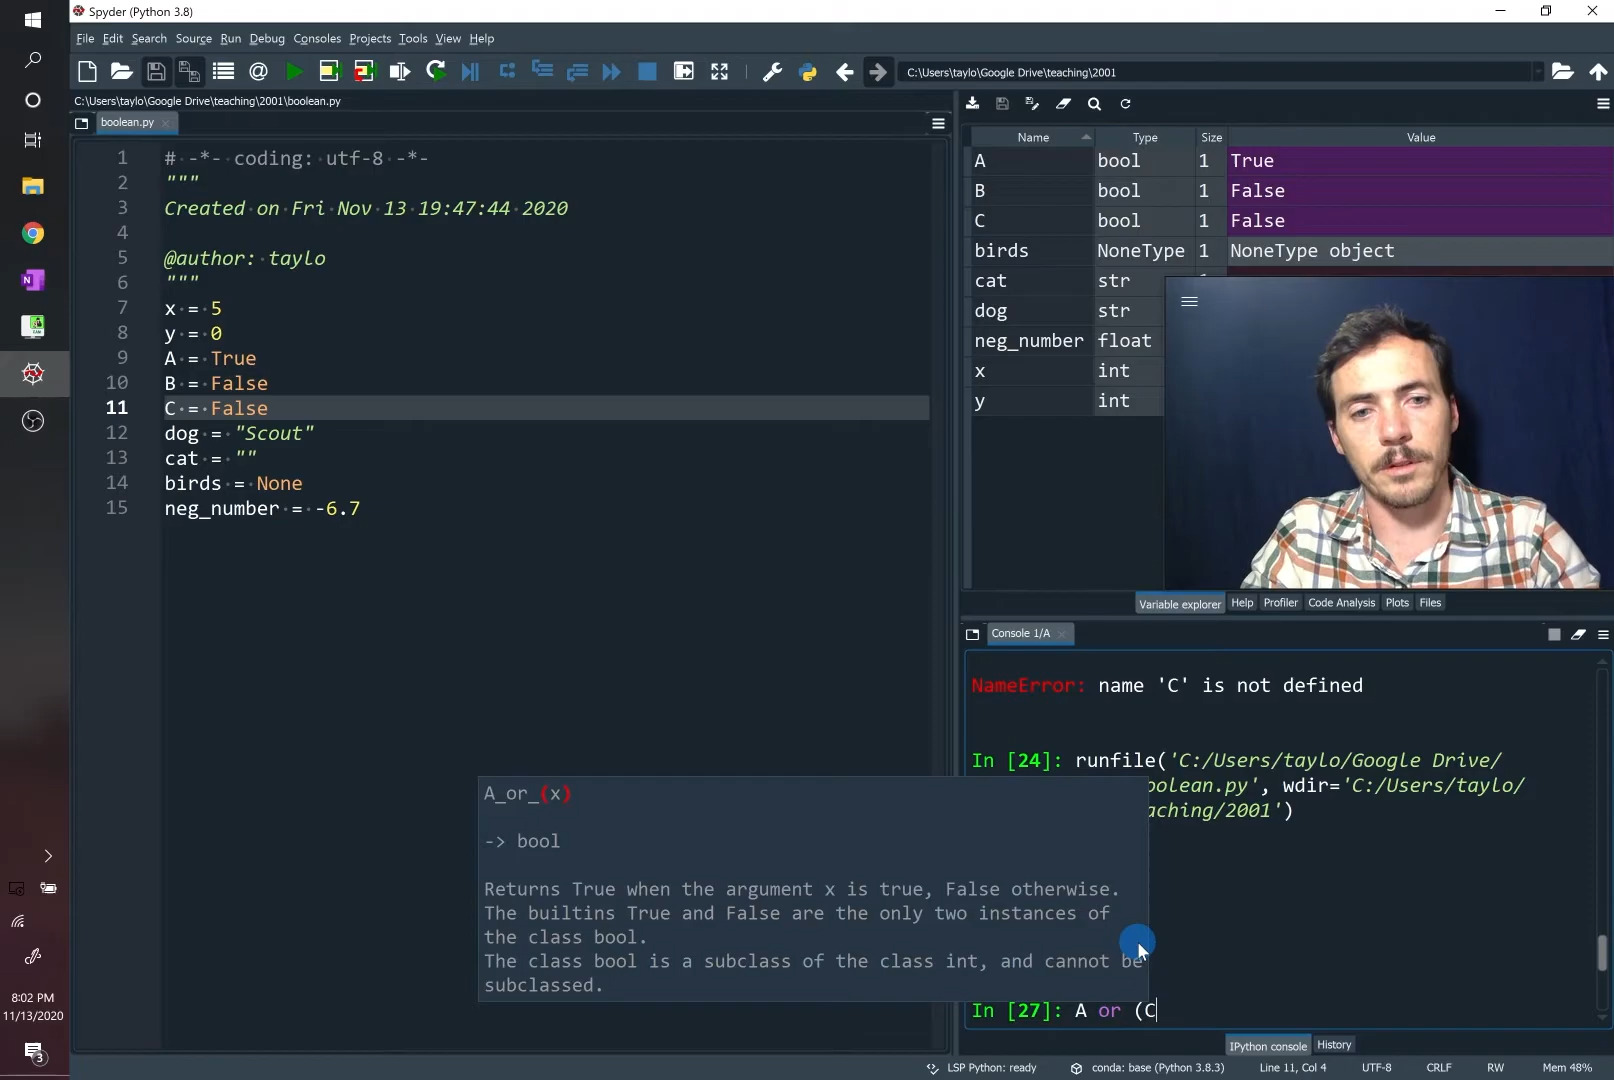 Spyder (Python 3.8)
File Edit Search Source Run Debug Consoles Projects Tools View Help
C:\Users\taylo\Google Drive\teaching\2001
C:\Users\taylo\Google Drive\teaching\2001\boolean.py
boolean.py
1 # -*- coding: utf-8 -*-
2 """
3 Created on Fri Nov 13 19:47:44 2020
4
5 @author: taylo
6 """
7 x = 5
8 y = 0
9 A = True
10 B = False
11 C = False
12 dog = "Scout"
13 cat = ""
14 birds = None
15 neg_number = -6.7
Name Type Size Value
A bool 1 True
B bool 1 False
C bool 1 False
birds NoneType 1 NoneType object
cat str
dog str
neg_number float
x int
y int
Variable explorer Help Profiler Code Analysis Plots Files
Console 1/A
NameError: name 'C' is not defined
In [24]: runfile('C:/Users/taylo/Google Drive/
oolean.py', wdir='C:/Users/taylo/
aching/2001')
A_or_(x)
-> bool
Returns True when the argument x is true, False otherwise.
The builtins True and False are the only two instances of
the class bool.
The class bool is a subclass of the class int, and cannot be
subclassed.
In [27]: A or (C
IPython console History
LSP Python: ready conda: base (Python 3.8.3) Line 11, Col 4 UTF-8 CRLF RW Mem 48%
8:02 PM
11/13/2020
3